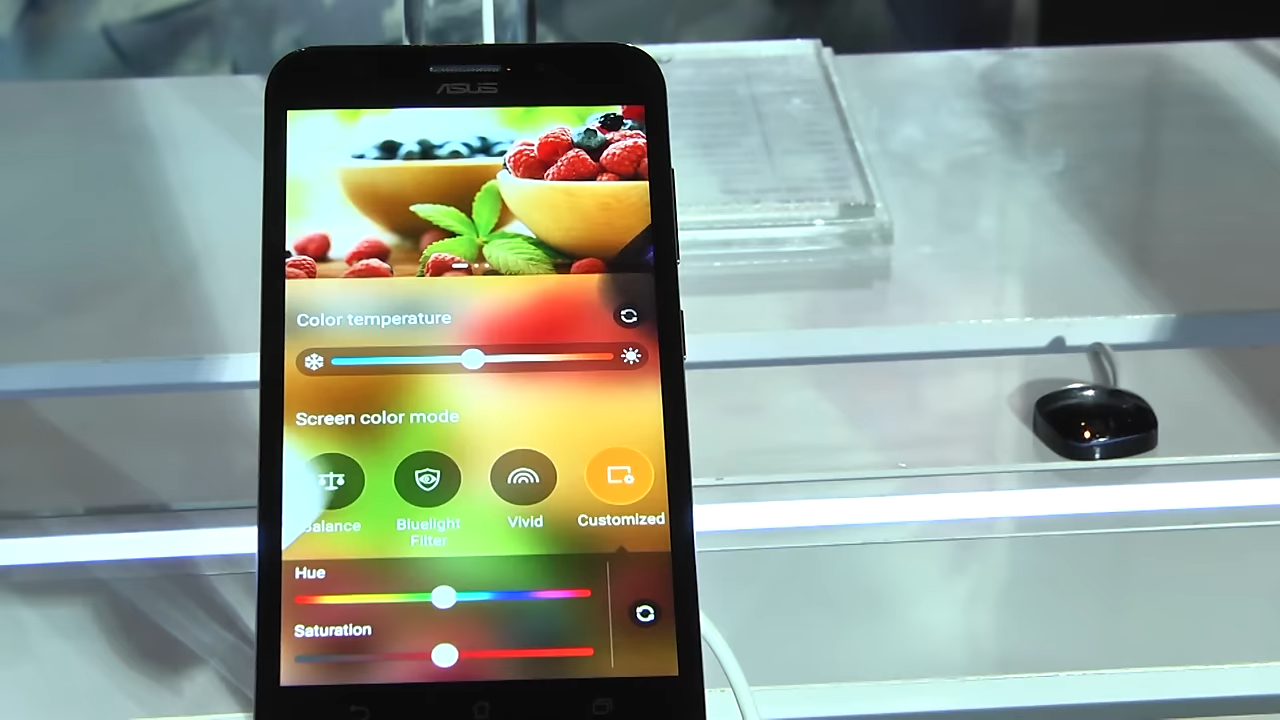 ASUS
Color temperature
Screen color mode
Balance
Bluelight
Filter
Vivid
Customized
Hue
Saturation